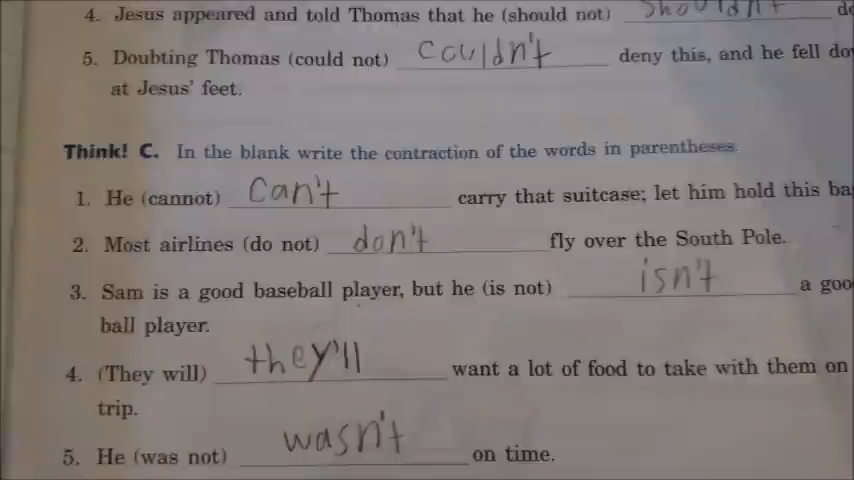 4. Jesus appeared and told Thomas that he (should not) shouldn't
5. Doubting Thomas (could not) couldn't deny this, and he fell
at Jesus' feet.
Think! C. In the blank write the contraction of the words in parentheses.
1. He (cannot) can't carry that suitcase; let him hold this
2. Most airlines (do not) don't fly over the South Pole.
3. Sam is a good baseball player, but he (is not) isn't a
ball player.
4. (They will) they'll want a lot of food to take with them on
trip.
5. He (was not) wasn't on time.